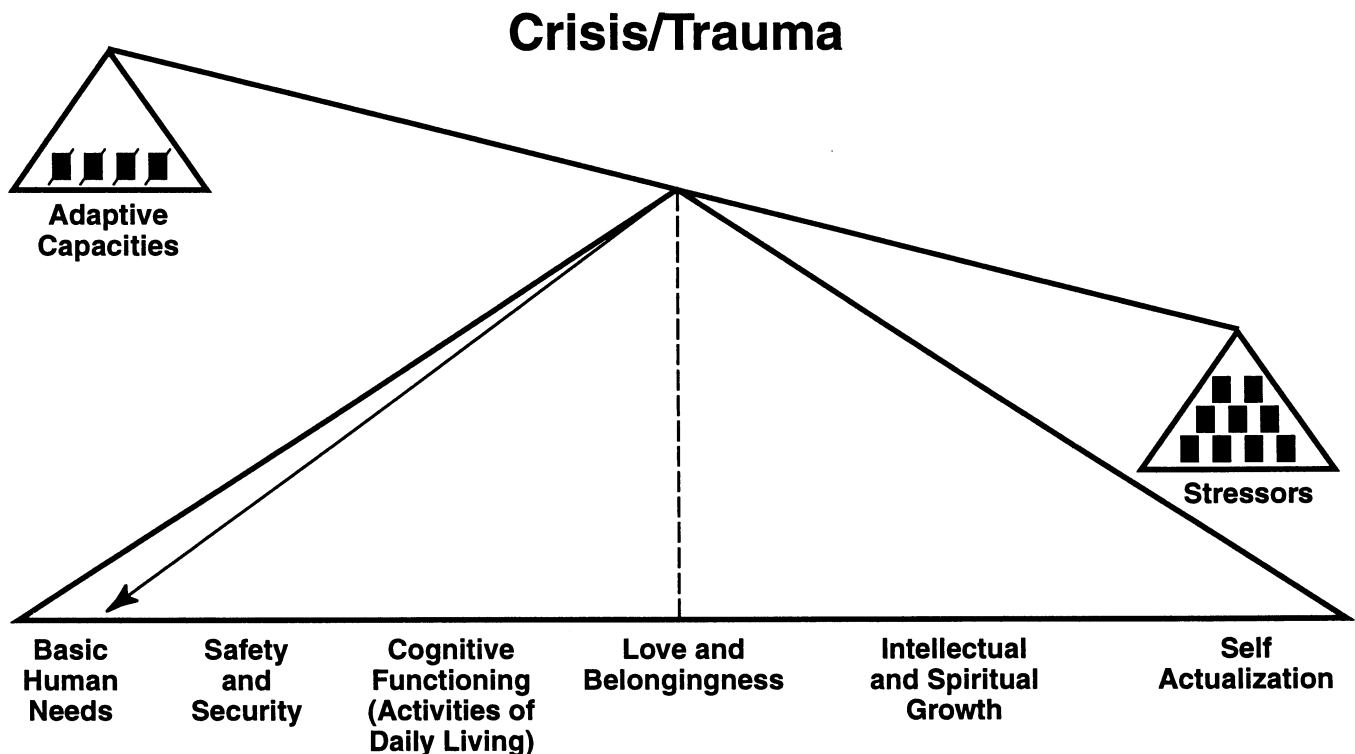 Crisis/Trauma
Adaptive
Capacities
Stressors
Basic
Human
Needs
Safety
and
Security
Cognitive
Functioning
(Activities of
Daily Living)
Love and
Belongingness
Intellectual
and Spiritual
Growth
Self
Actualization